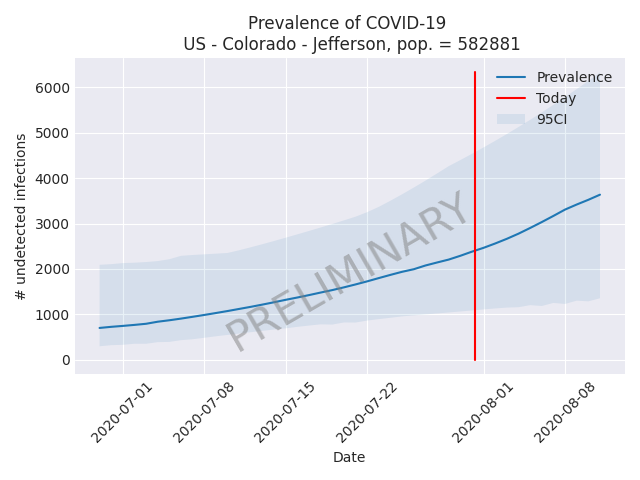 Prevalence of COVID-19
US - Colorado - Jefferson, pop. = 582881
Prevalence
Today
95CI
6000
5000
4000
3000
2000
1000
0
# undetected infections
PRELIMINARY
2020-07-01
2020-07-08
2020-07-15
2020-07-22
2020-08-01
2020-08-08
Date